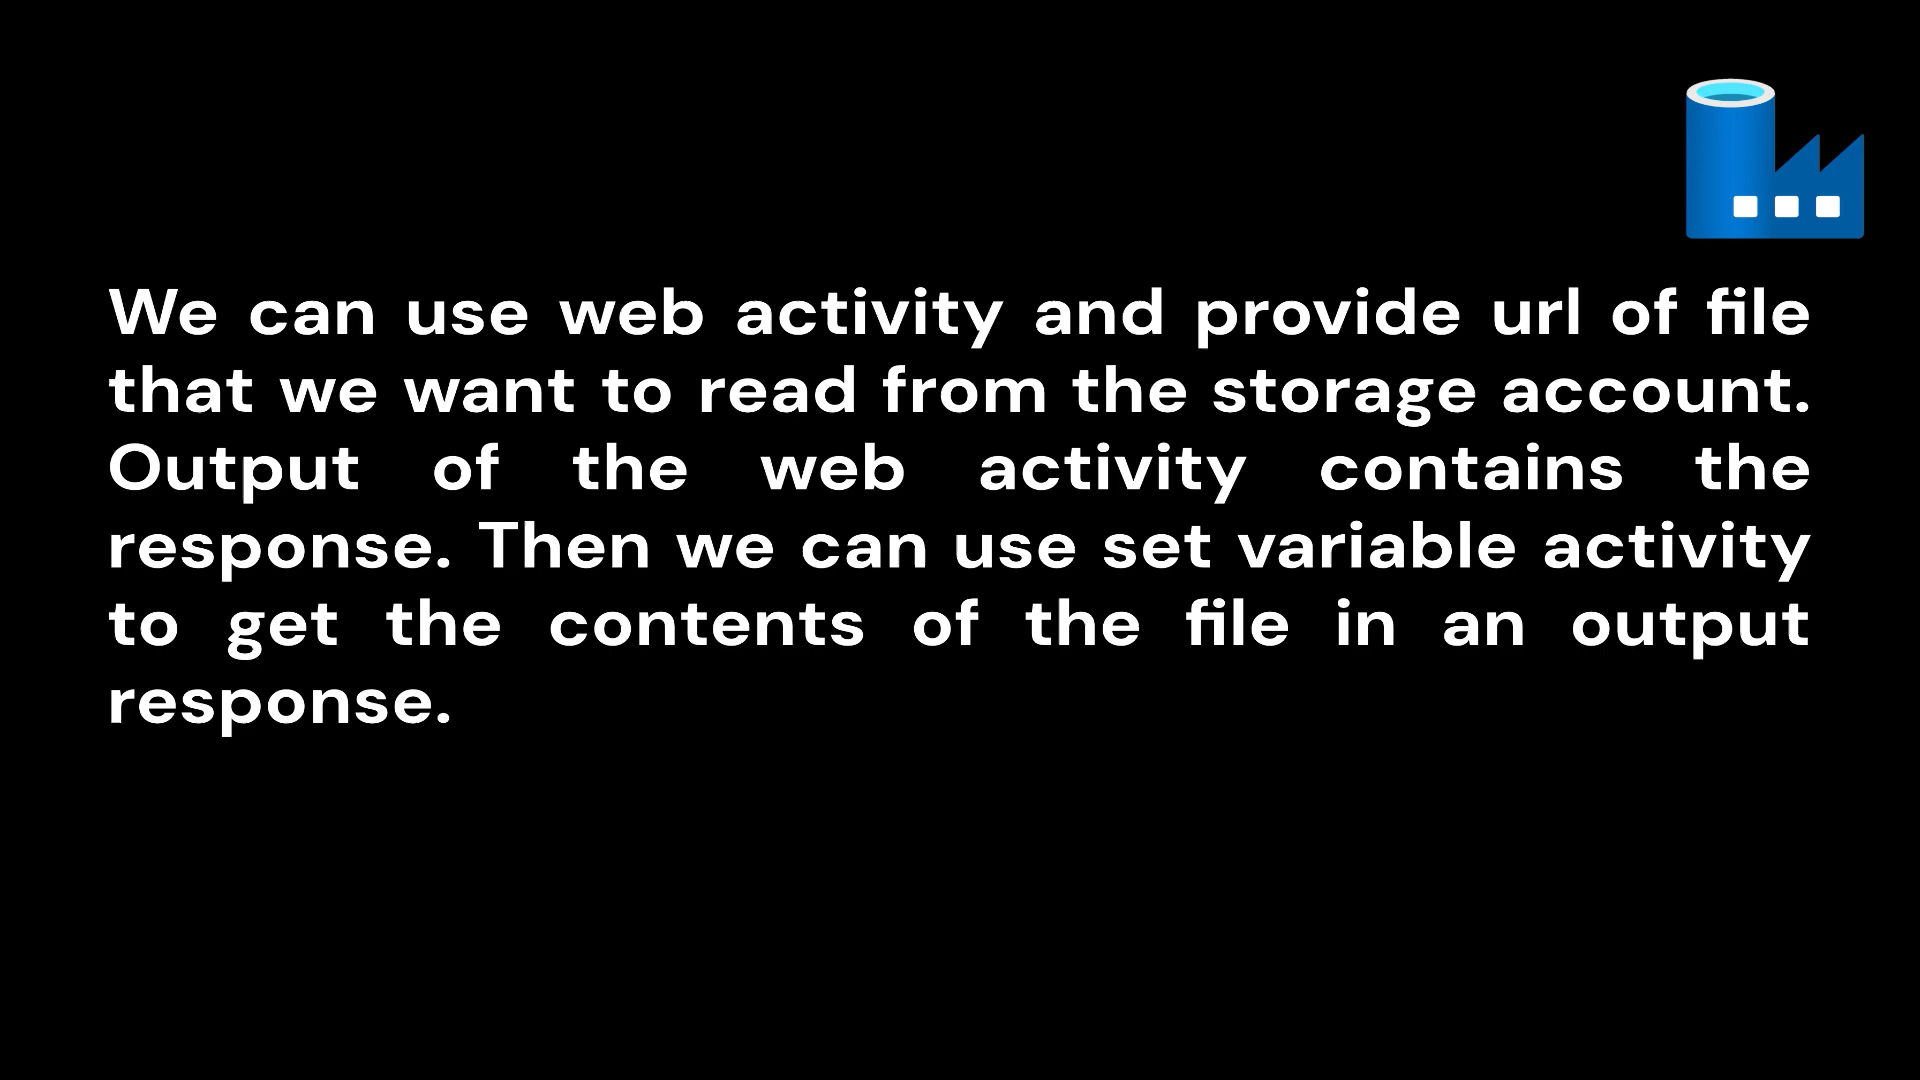 We can use web activity and provide url of file
that we want to read from the storage account.
Output of the web activity contains the
response. Then we can use set variable activity
to get the contents of the file in an output
response.